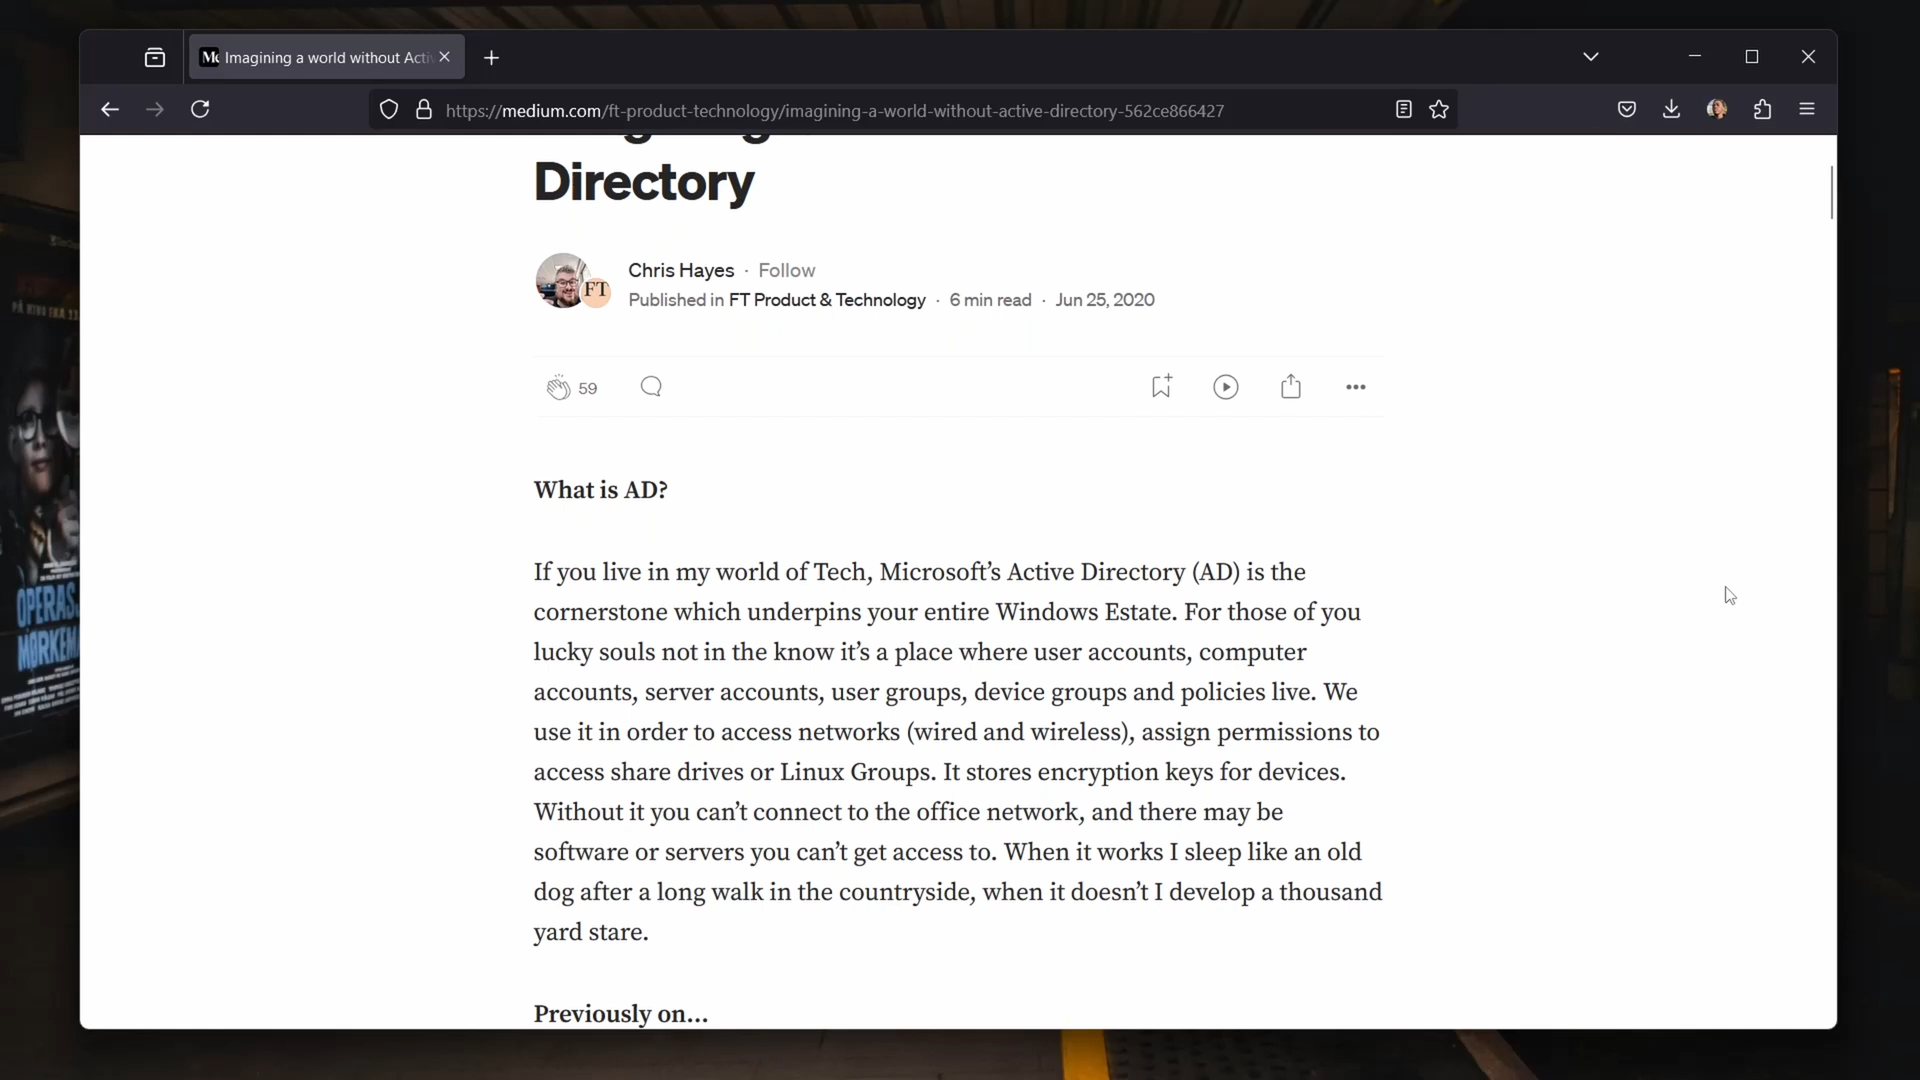 Imagining a world without Acti
https://medium.com/ft-product-technology/imagining-a-world-without-active-directory-562ce866427
Directory
Chris Hayes · Follow
FT
Published in FT Product & Technology · 6 min read · Jun 25, 2020
59
What is AD?
If you live in my world of Tech, Microsoft’s Active Directory (AD) is the
cornerstone which underpins your entire Windows Estate. For those of you
lucky souls not in the know it’s a place where user accounts, computer
accounts, server accounts, user groups, device groups and policies live. We
use it in order to access networks (wired and wireless), assign permissions to
access share drives or Linux Groups. It stores encryption keys for devices.
Without it you can’t connect to the office network, and there may be
software or servers you can’t get access to. When it works I sleep like an old
dog after a long walk in the countryside, when it doesn’t I develop a thousand
yard stare.
Previously on…
PÅ KINO FRA
OPERASJ
MØRKEM